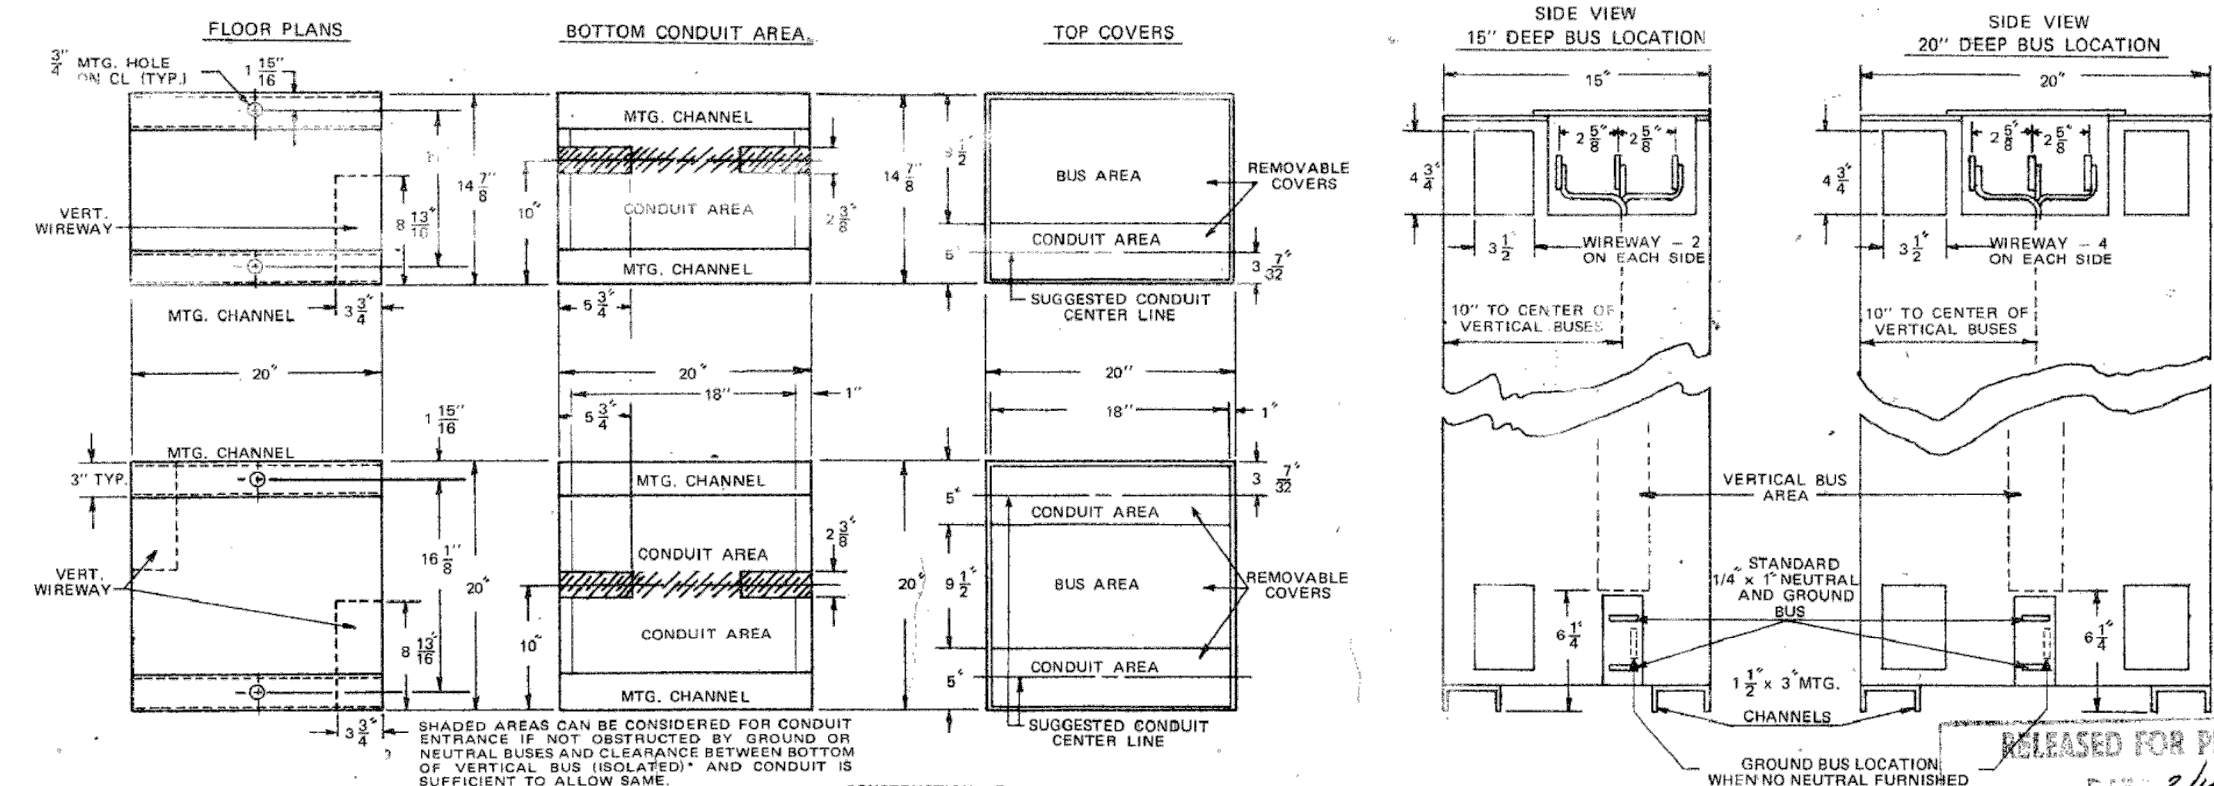 FLOOR PLANS
3/4" MTG. HOLE
ON CL (TYP.)
1 15/16"
14 7/8"
VERT.
WIREWAY
8 13/16"
MTG. CHANNEL
3 3/4"
20"
1 15/16"
MTG. CHANNEL
3" TYP.
16 1/8"
20"
VERT.
WIREWAY
8 13/16"
3 3/4"
BOTTOM CONDUIT AREA
MTG. CHANNEL
10"
CONDUIT AREA
2 3/8"
MTG. CHANNEL
5 3/4"
20"
18"
1"
5 3/4"
MTG. CHANNEL
CONDUIT AREA
2 3/8"
10"
CONDUIT AREA
MTG. CHANNEL
SHADED AREAS CAN BE CONSIDERED FOR CONDUIT
ENTRANCE IF NOT OBSTRUCTED BY GROUND OR
NEUTRAL BUSES AND CLEARANCE BETWEEN BOTTOM
OF VERTICAL BUS (ISOLATED)* AND CONDUIT IS
SUFFICIENT TO ALLOW SAME.
TOP COVERS
14 7/8"
1/2
BUS AREA
REMOVABLE
COVERS
CONDUIT AREA
5"
3 7/32"
SUGGESTED CONDUIT
CENTER LINE
20"
18"
1"
3 7/32"
5"
CONDUIT AREA
20"
9 1/2"
BUS AREA
REMOVABLE
COVERS
CONDUIT AREA
5"
SUGGESTED CONDUIT
CENTER LINE
SIDE VIEW
15" DEEP BUS LOCATION
15"
2 5/8"
2 5/8"
4 3/4"
3 1/2"
WIREWAY - 2
ON EACH SIDE
10" TO CENTER OF
VERTICAL BUSES
VERTICAL BUS
AREA
STANDARD
1/4" x 1" NEUTRAL
AND GROUND
BUS
6 1/4"
1 1/2" x 3" MTG.
CHANNELS
GROUND BUS LOCATION
WHEN NO NEUTRAL FURNISHED
SIDE VIEW
20" DEEP BUS LOCATION
20"
2 5/8"
2 5/8"
4 3/4"
3 1/2"
WIREWAY - 4
ON EACH SIDE
10" TO CENTER OF
VERTICAL BUSES
6 1/4"
RELEASED FOR P